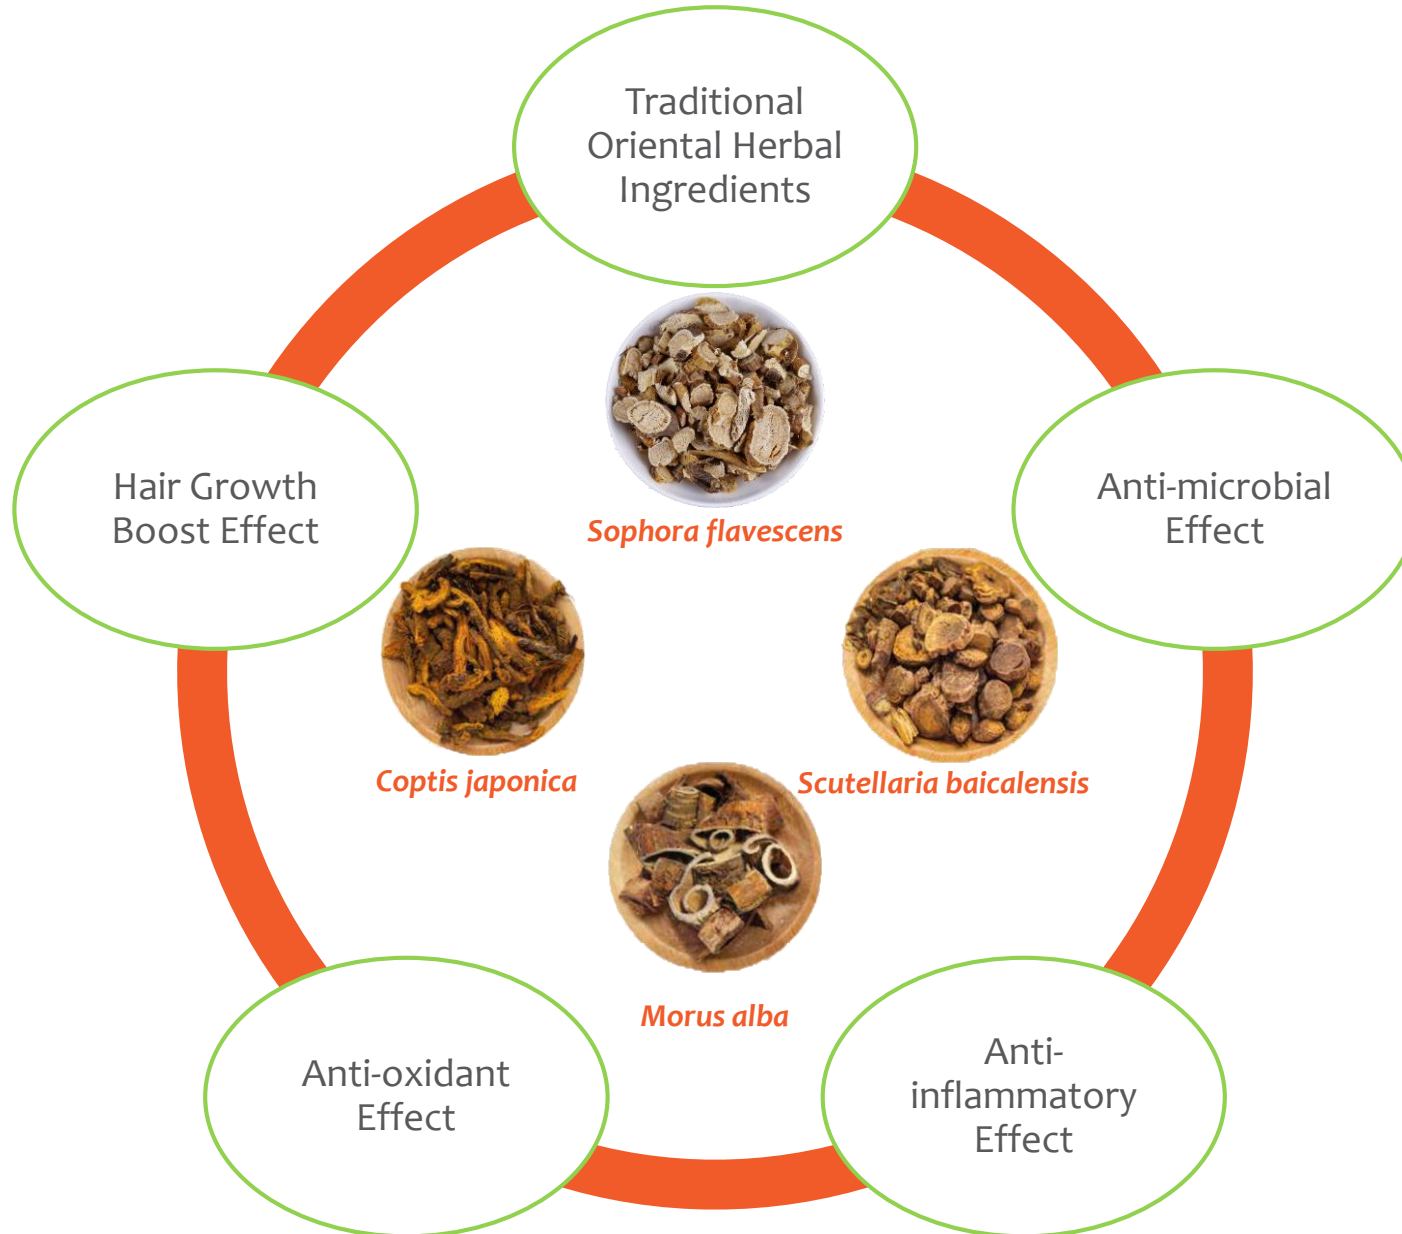 Traditional
Oriental Herbal
Ingredients
Hair Growth
Boost Effect
Anti-microbial
Effect
Sophora flavescens
Coptis japonica
Scutellaria baicalensis
Morus alba
Anti-oxidant
Effect
Anti-
inflammatory
Effect